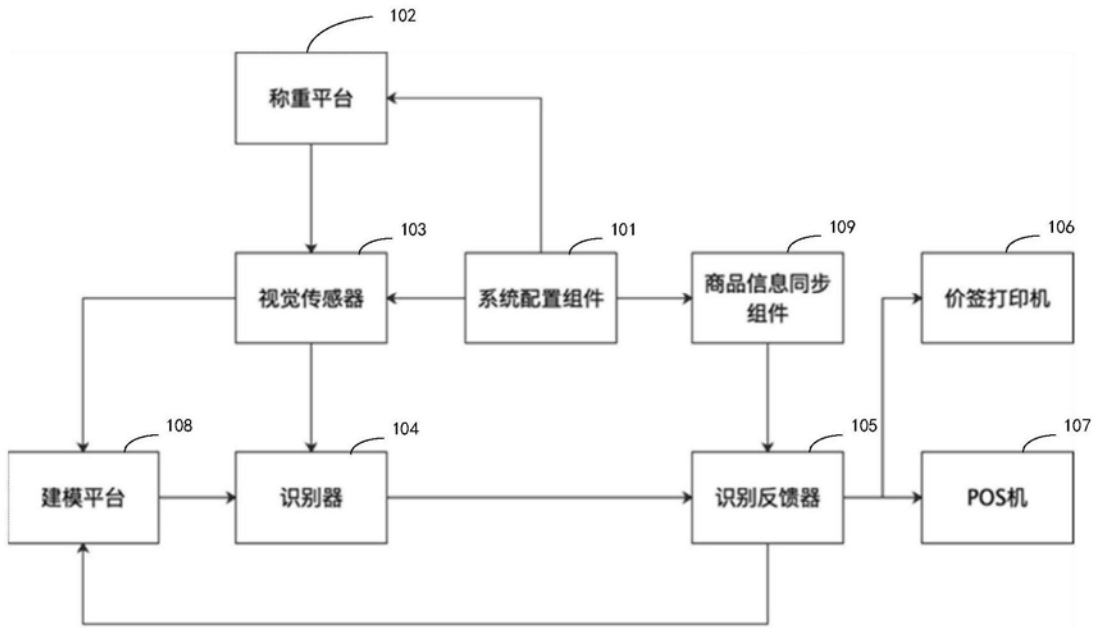 102
称重平台
103
101
109
106
视觉传感器
系统配置组件
商品信息同步
组件
价签打印机
108
104
105
107
建模平台
识别器
识别反馈器
POS机